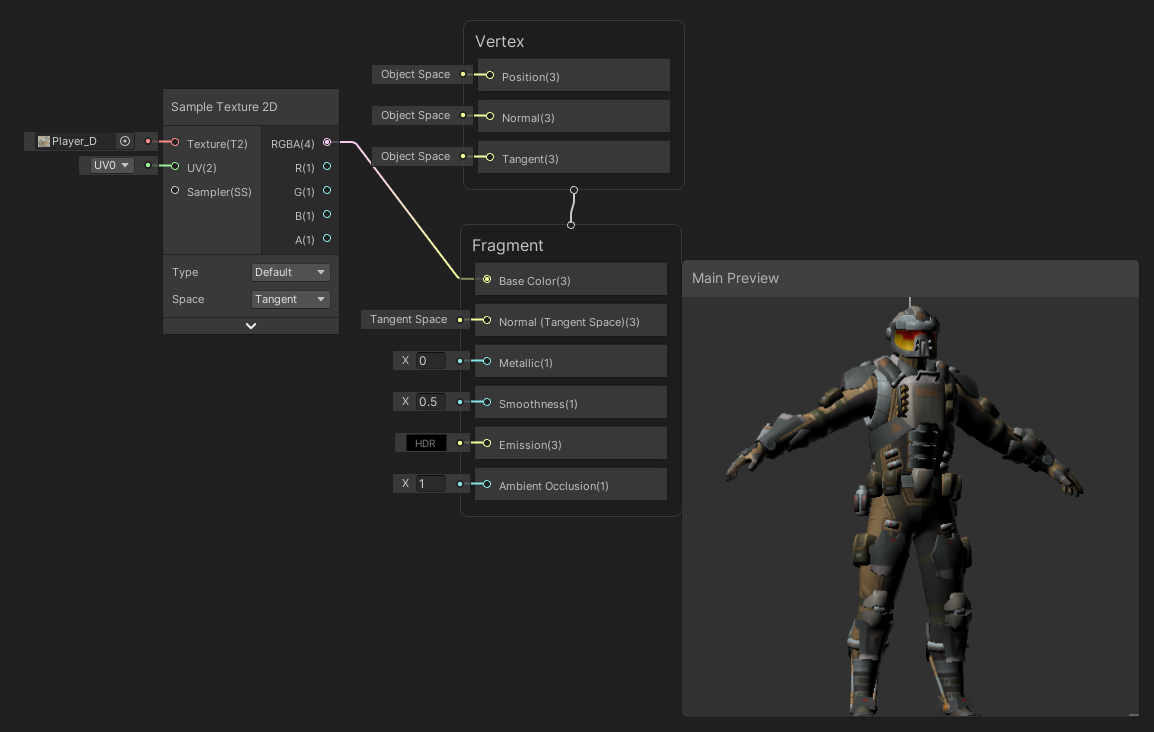 Vertex
Object Space
Position(3)
Object Space
Normal(3)
Object Space
Tangent(3)
Sample Texture 2D
Player_D
Texture(T2)
RGBA(4)
UV0
UV(2)
R(1)
Sampler(SS)
G(1)
B(1)
A(1)
Type
Default
Space
Tangent
Fragment
Base Color(3)
Tangent Space
Normal (Tangent Space)(3)
X 0
Metallic(1)
X 0.5
Smoothness(1)
HDR
Emission(3)
X 1
Ambient Occlusion(1)
Main Preview